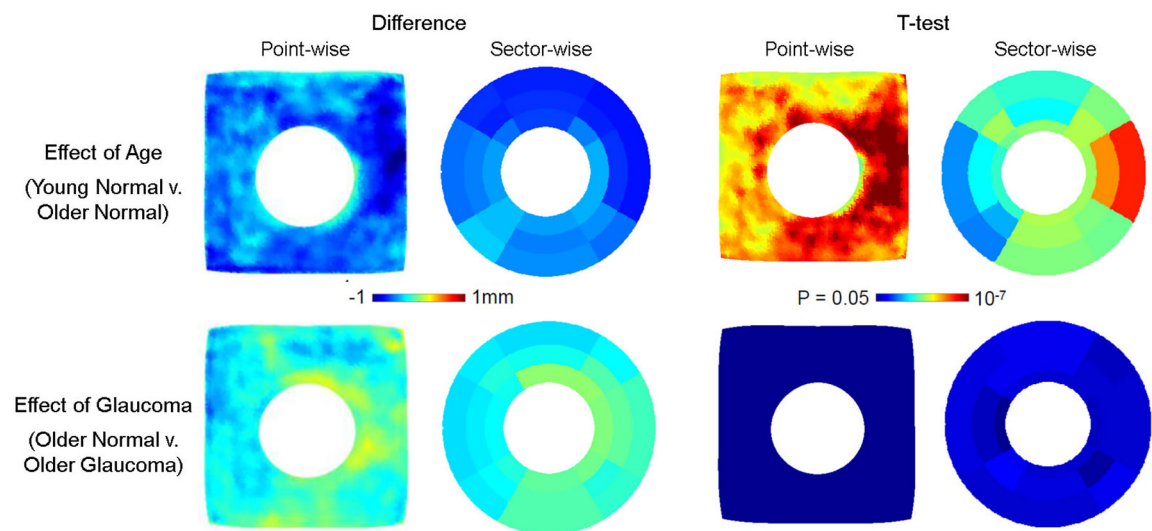 Difference
T-test
Point-wise
Sector-wise
Point-wise
Sector-wise
Effect of Age
(Young Normal v.
Older Normal)
-1 1mm
P = 0.05 10⁻⁷
Effect of Glaucoma
(Older Normal v.
Older Glaucoma)